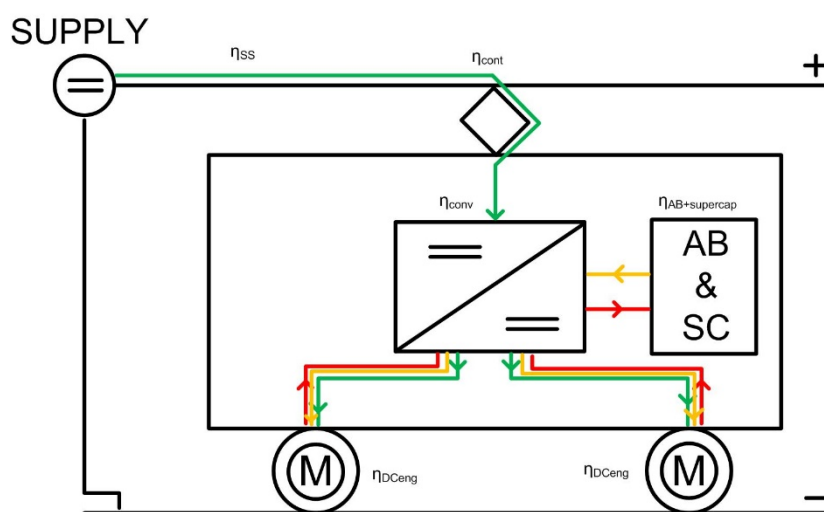 SUPPLY
ηSS
ηcont
+
ηconv
ηAB+supercap
AB
&
SC
M
ηDCeng
ηDCeng
M
−